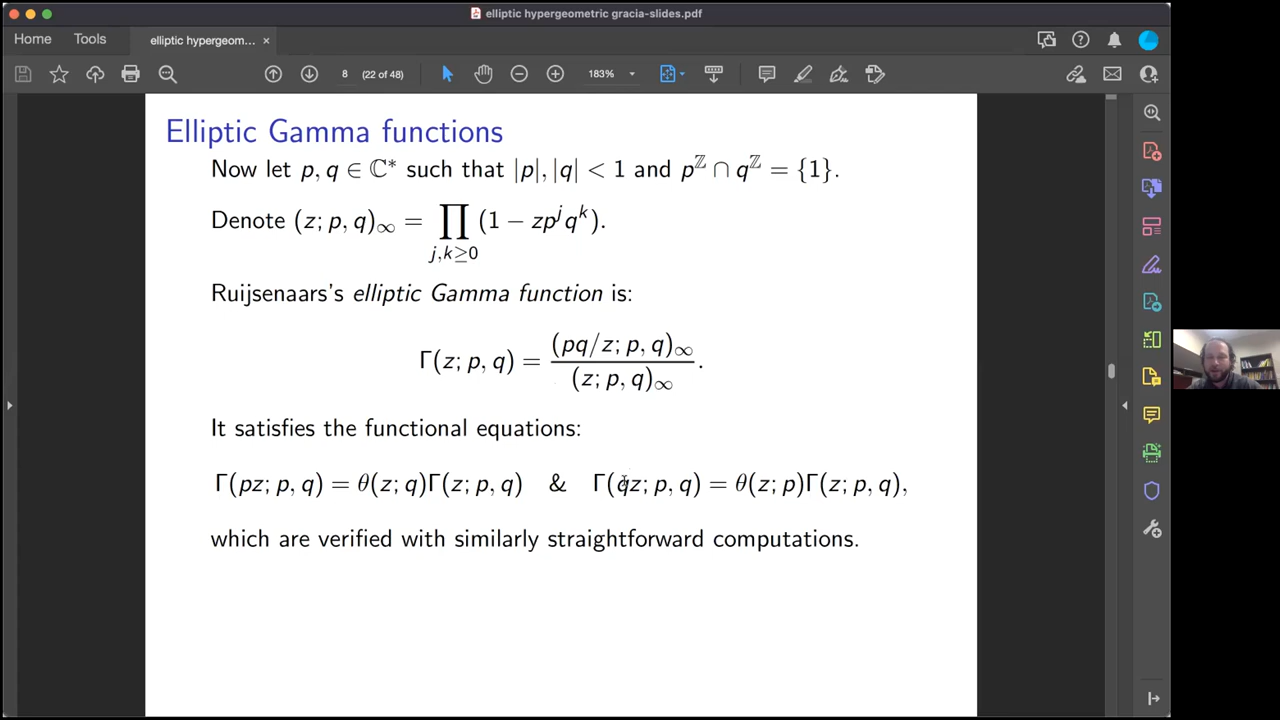 elliptic hypergeometric gracia-slides.pdf
Home Tools elliptic hypergeom... ×
8 (22 of 48) 183%
Elliptic Gamma functions
Now let p, q ∈ ℂ* such that |p|, |q| < 1 and p^ℤ ∩ q^ℤ = {1}.
Denote (z; p, q)_∞ = ∏_{j,k≥0} (1 − zp^j q^k).
Ruijsenaars's elliptic Gamma function is:
Γ(z; p, q) = (pq/z; p, q)_∞ / (z; p, q)_∞.
It satisfies the functional equations:
Γ(pz; p, q) = θ(z; q)Γ(z; p, q) & Γ(qz; p, q) = θ(z; p)Γ(z; p, q),
which are verified with similarly straightforward computations.